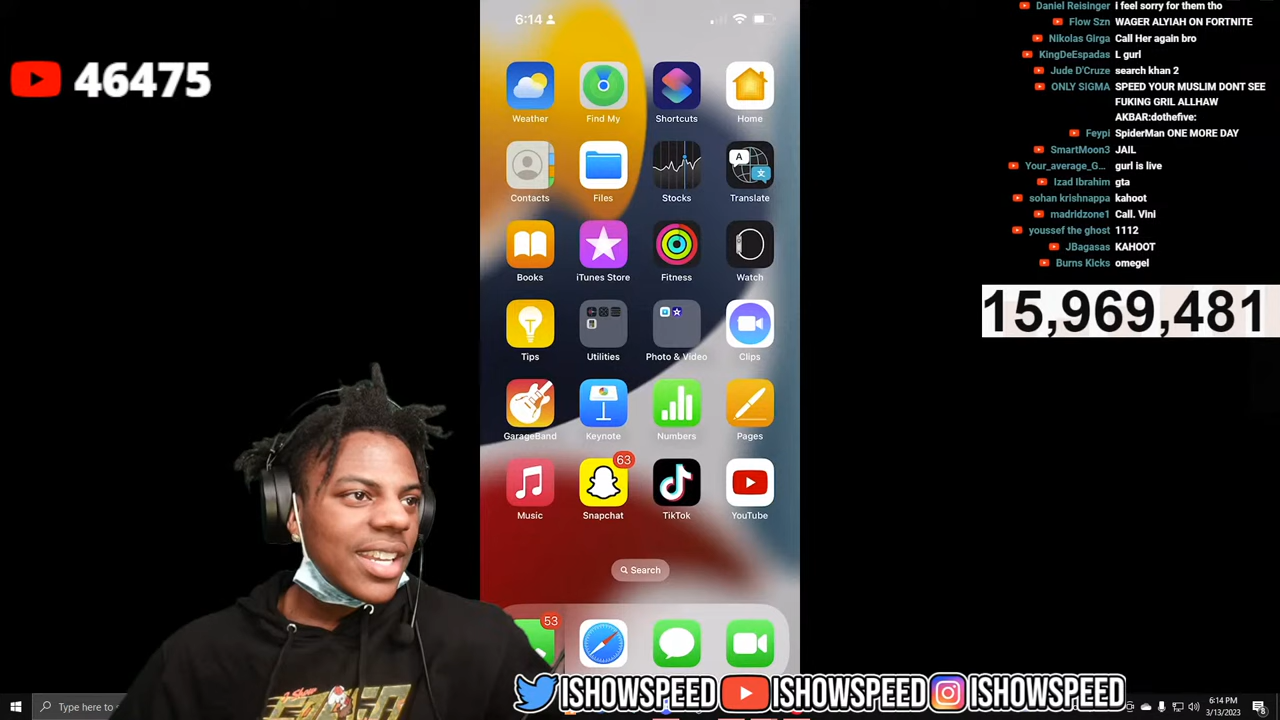 46475
6:14
Weather
Find My
Shortcuts
Home
Contacts
Files
Stocks
Translate
Books
iTunes Store
Fitness
Watch
Tips
Utilities
Photo & Video
Clips
GarageBand
Keynote
Numbers
Pages
63
Music
Snapchat
TikTok
YouTube
Search
53
Daniel Reisinger i feel sorry for them tho
Flow Szn WAGER ALYIAH ON FORTNITE
Nikolas Girga Call Her again bro
KingDeEspadas L gurl
Jude D'Cruze search khan 2
ONLY SIGMA SPEED YOUR MUSLIM DONT SEE
FUKING GRIL ALLHAW
AKBAR:dothefive:
Feypi SpiderMan ONE MORE DAY
SmartMoon3 JAIL
Your_average_G... gurl is live
Izad Ibrahim gta
sohan krishnappa kahoot
madridzone1 Call. Vini
youssef the ghost 1112
JBagasas KAHOOT
Burns Kicks omegel
15,969,481
ISHOWSPEED ISHOWSPEED ISHOWSPEED
Type here to
6:14 PM
3/13/2023